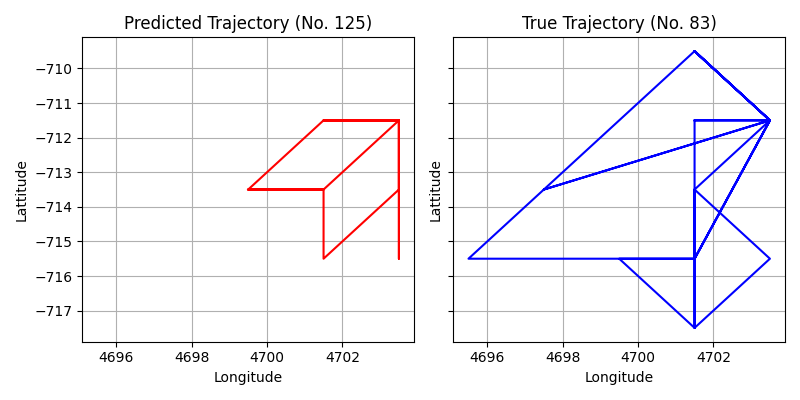 Predicted Trajectory (No. 125)
True Trajectory (No. 83)
Lattitude
−710
−711
−712
−713
−714
−715
−716
−717
4696
4698
4700
4702
Longitude
Lattitude
4696
4698
4700
4702
Longitude